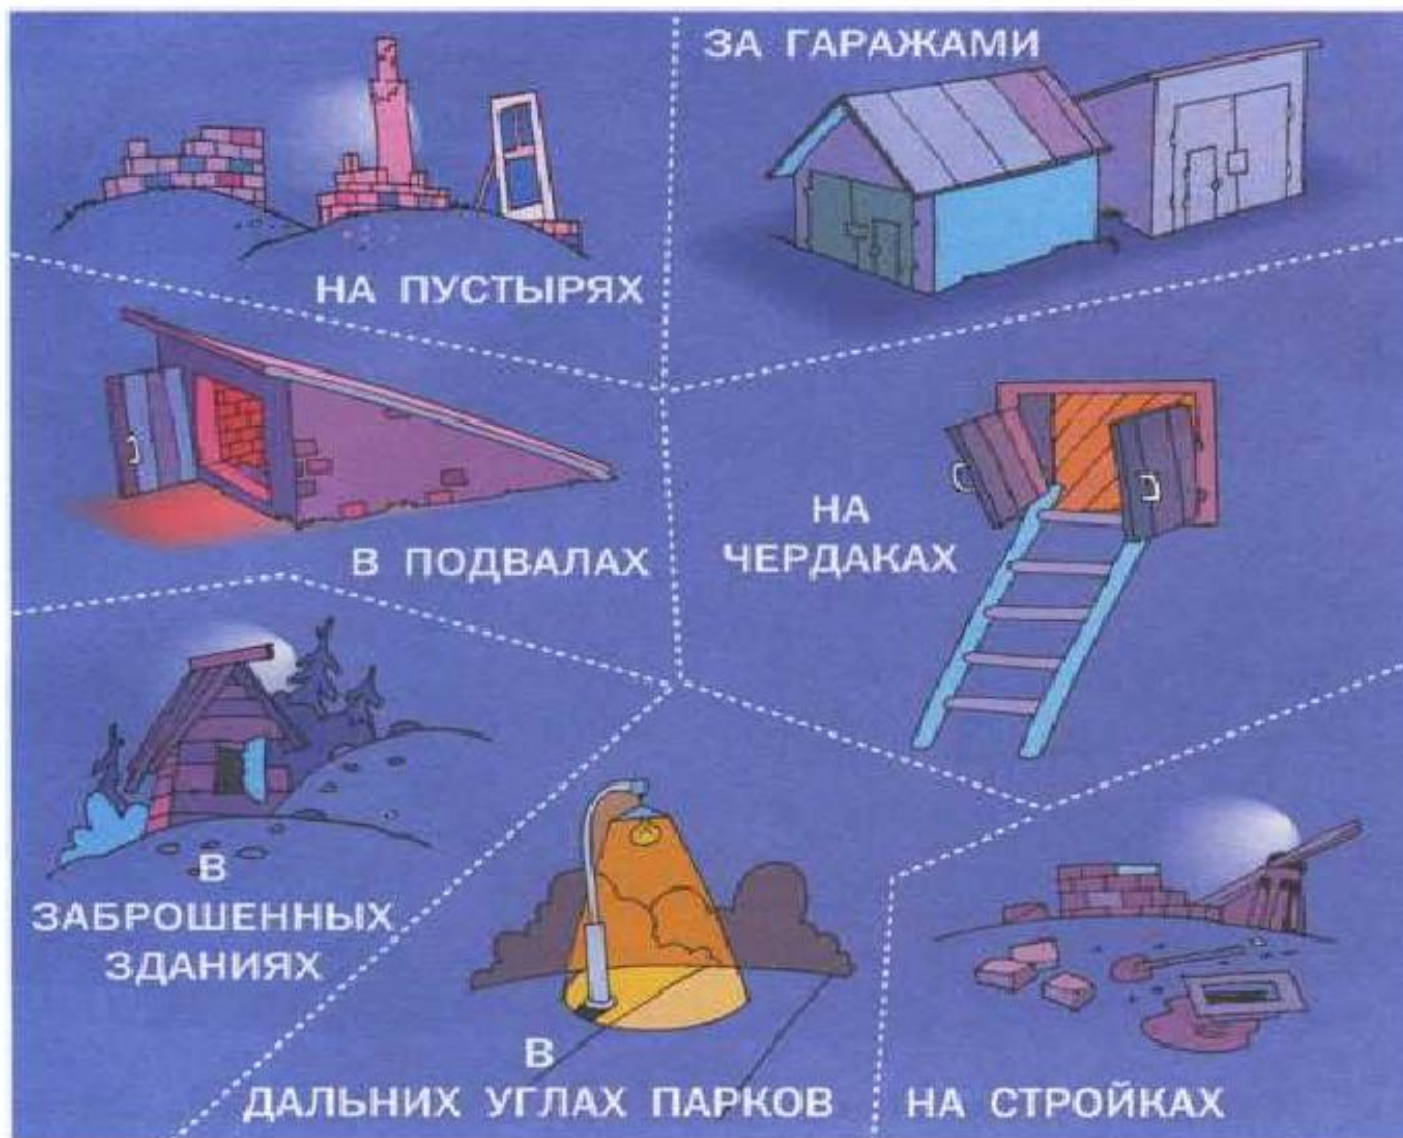 ЗА ГАРАЖАМИ
НА ПУСТЫРЯХ
В ПОДВАЛАХ
НА
ЧЕРДАКАХ
В
ЗАБРОШЕННЫХ
ЗДАНИЯХ
В
ДАЛЬНИХ УГЛАХ ПАРКОВ
НА СТРОЙКАХ